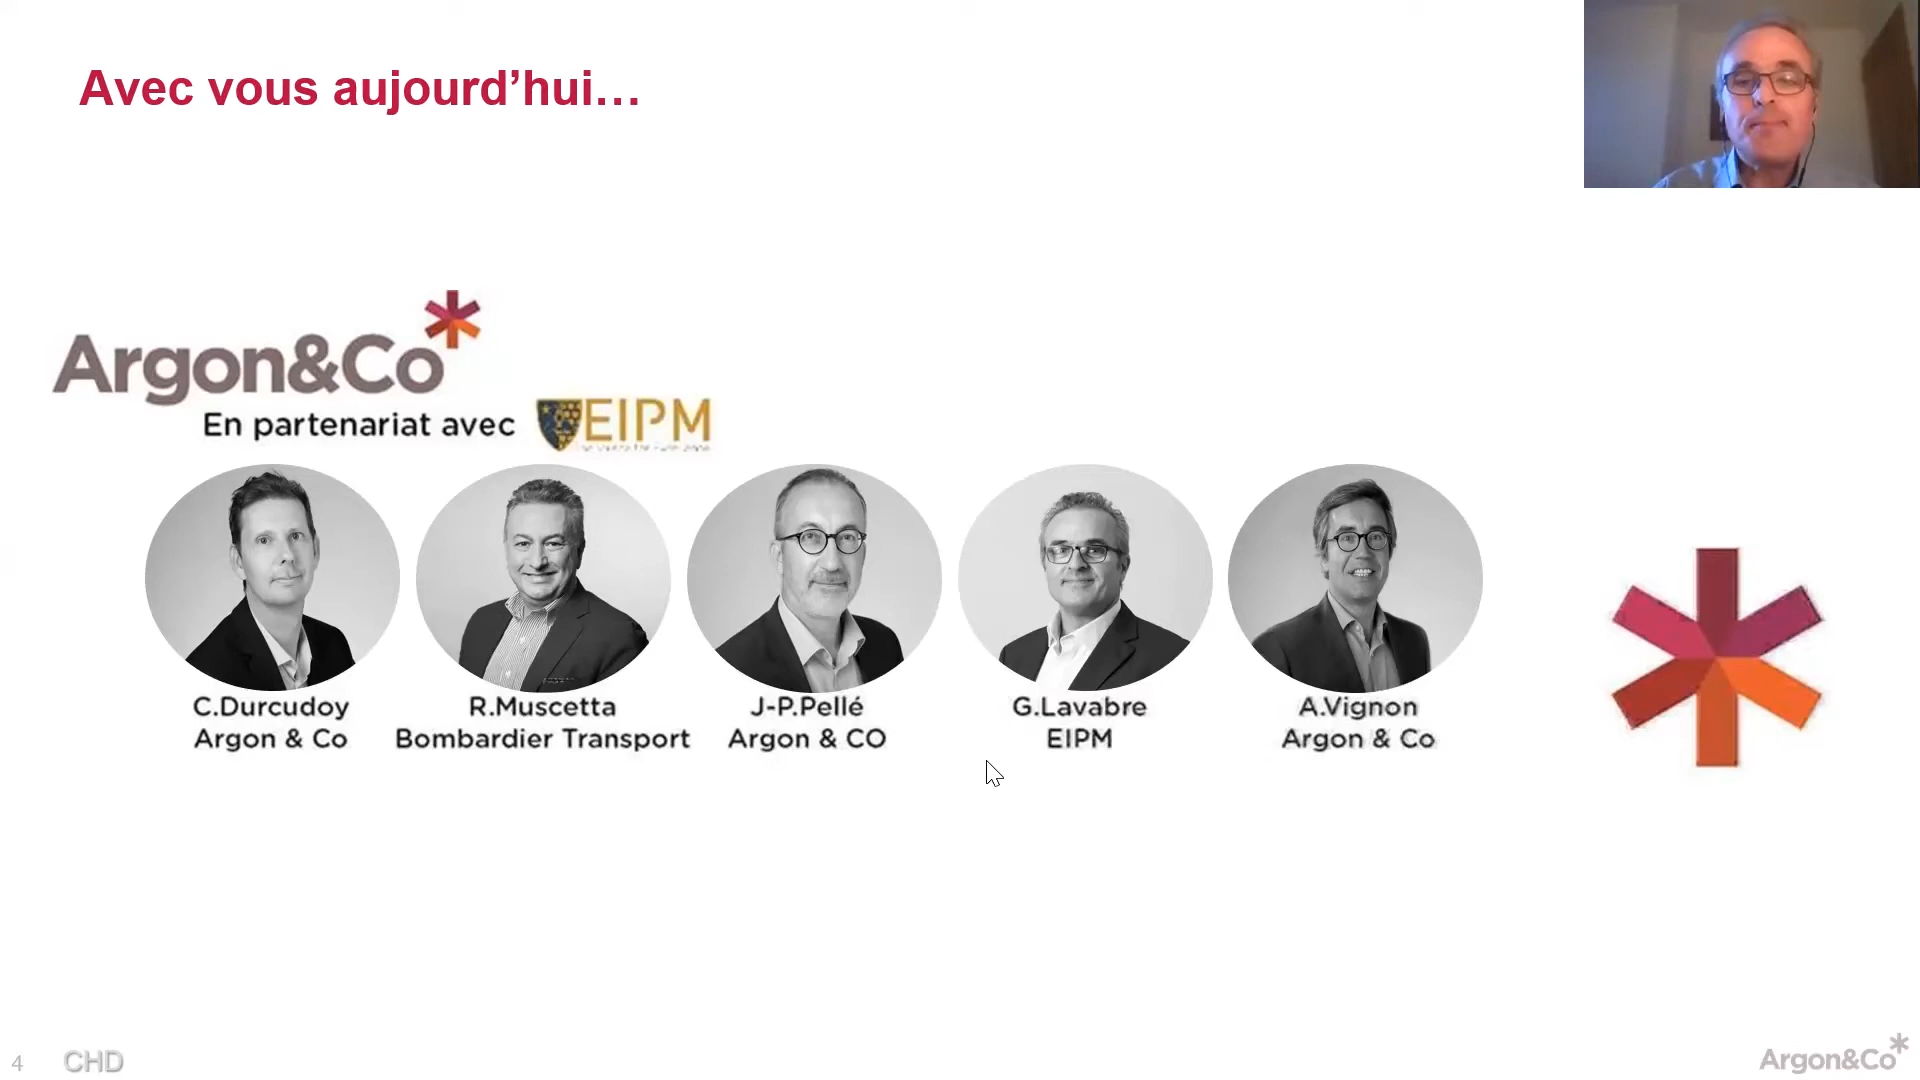 Avec vous aujourd’hui…
Argon&Co
En partenariat avec
EIPM
C.Durcudoy
Argon & Co
R.Muscetta
Bombardier Transport
J-P.Pellé
Argon & CO
G.Lavabre
EIPM
A.Vignon
Argon & Co
4
CHD
Argon&Co